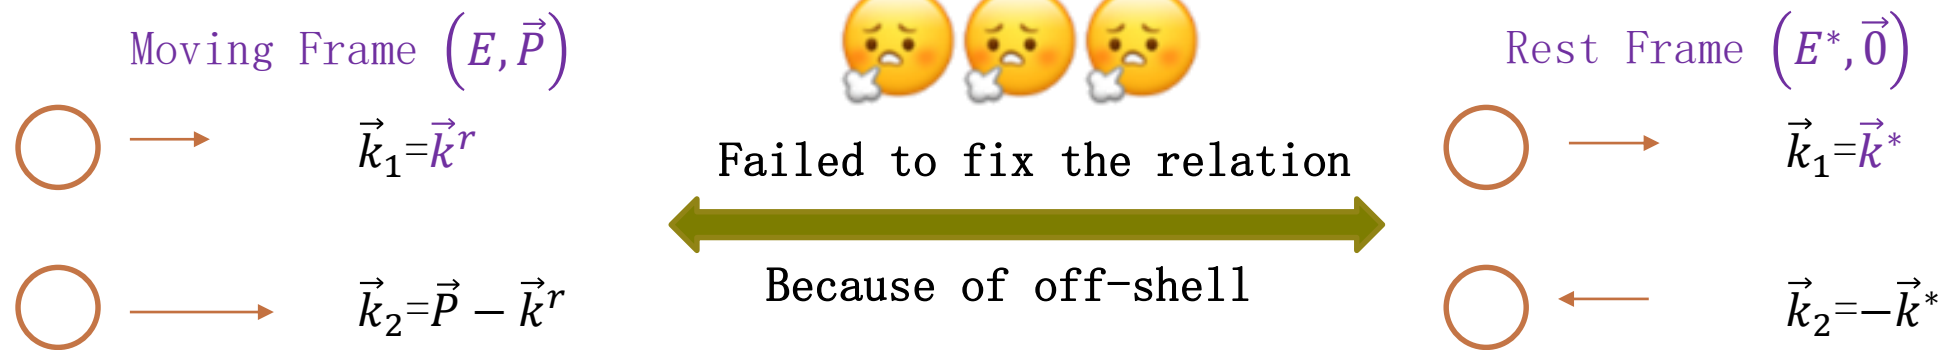 Moving Frame (E, P⃗)
k⃗₁=k⃗ʳ
k⃗₂=P⃗ − k⃗ʳ
Failed to fix the relation
Because of off-shell
Rest Frame (E*, 0⃗)
k⃗₁=k⃗*
k⃗₂=−k⃗*